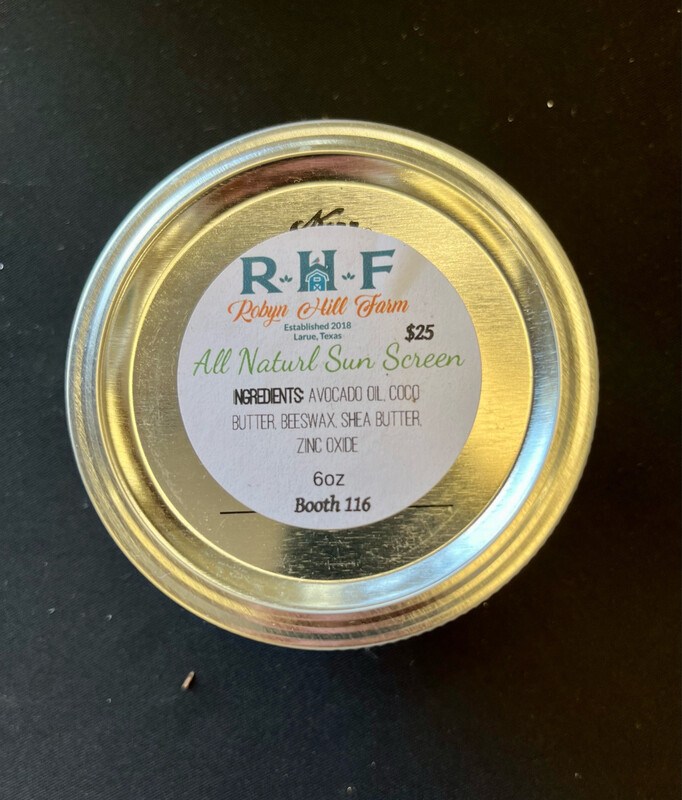 R H F
Robyn Hill Farm
Established 2018
Larue, Texas
$25
All Naturl Sun Screen
INGREDIENTS: AVOCADO OIL, COCO
BUTTER, BEESWAX, SHEA BUTTER,
ZINC OXIDE
6oz
Booth 116